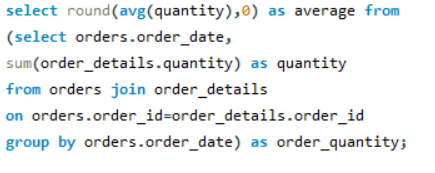 select round(avg(quantity),0) as average from
(select orders.order_date,
sum(order_details.quantity) as quantity
from orders join order_details
on orders.order_id=order_details.order_id
group by orders.order_date) as order_quantity;